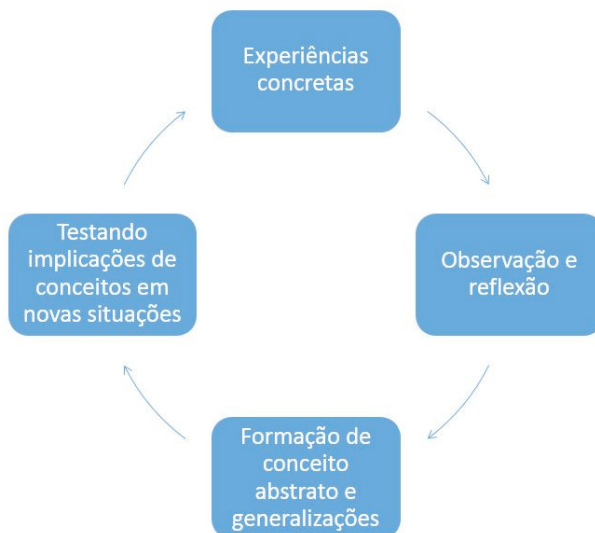 Experiências
concretas
Observação e
reflexão
Formação de
conceito
abstrato e
generalizações
Testando
implicações de
conceitos em
novas situações